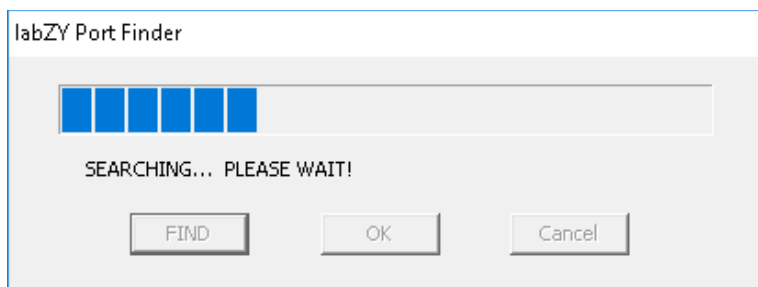 labZY Port Finder
SEARCHING... PLEASE WAIT!
FIND OK Cancel